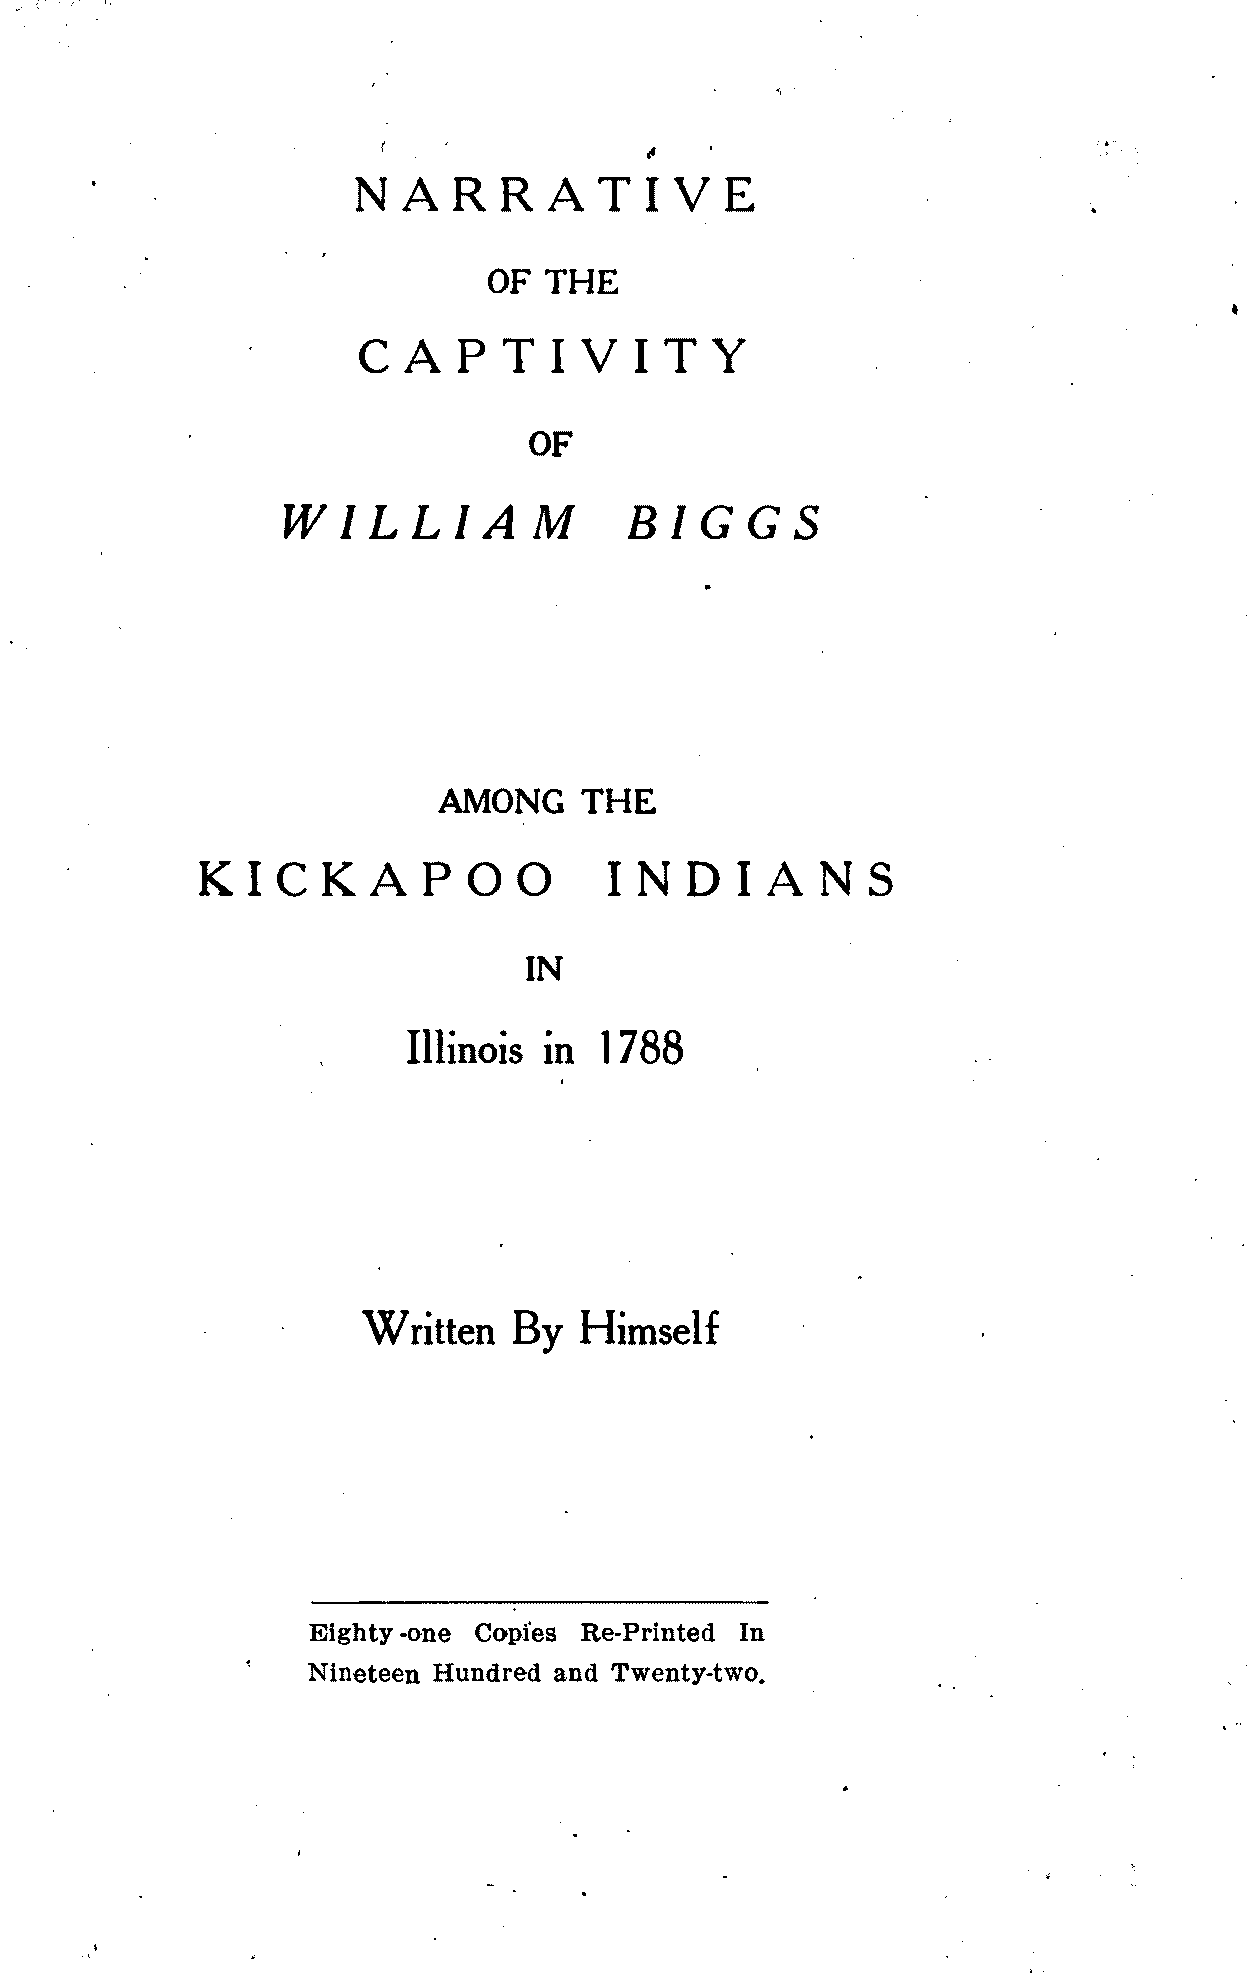 NARRATIVE
OF THE
CAPTIVITY
OF
WILLIAM BIGGS
AMONG THE
KICKAPOO INDIANS
IN
Illinois in 1788
Written By Himself
Eighty-one Copies Re-Printed In
Nineteen Hundred and Twenty-two.